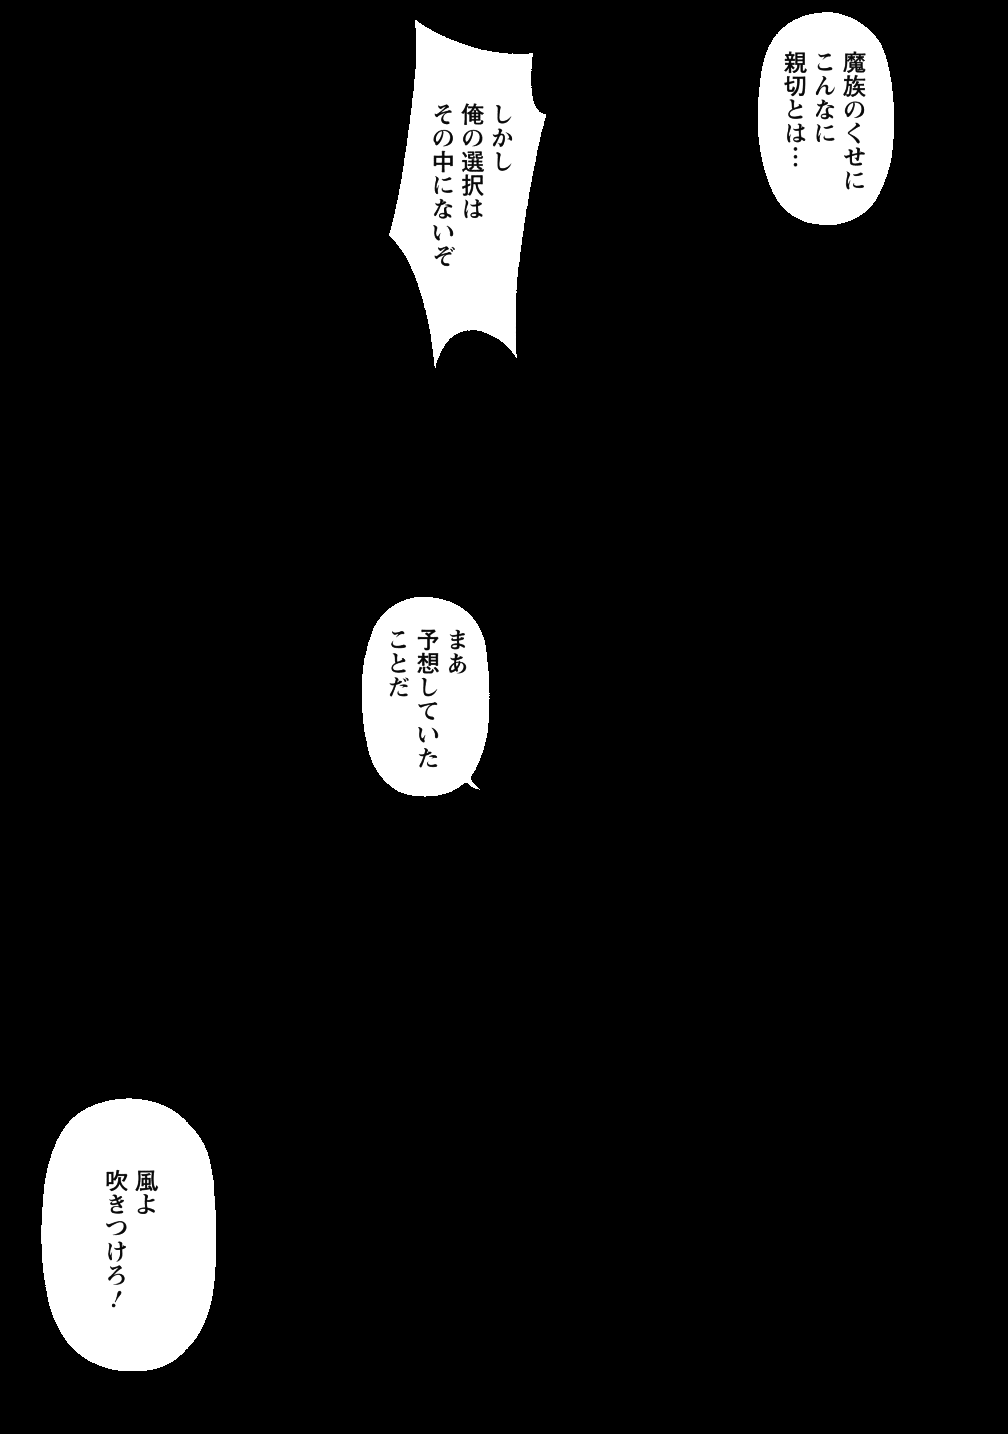 魔族のくせに
こんなに
親切とは…
しかし
俺の選択は
その中にないぞ
まあ
予想していた
ことだ
風よ
吹きつけろ！